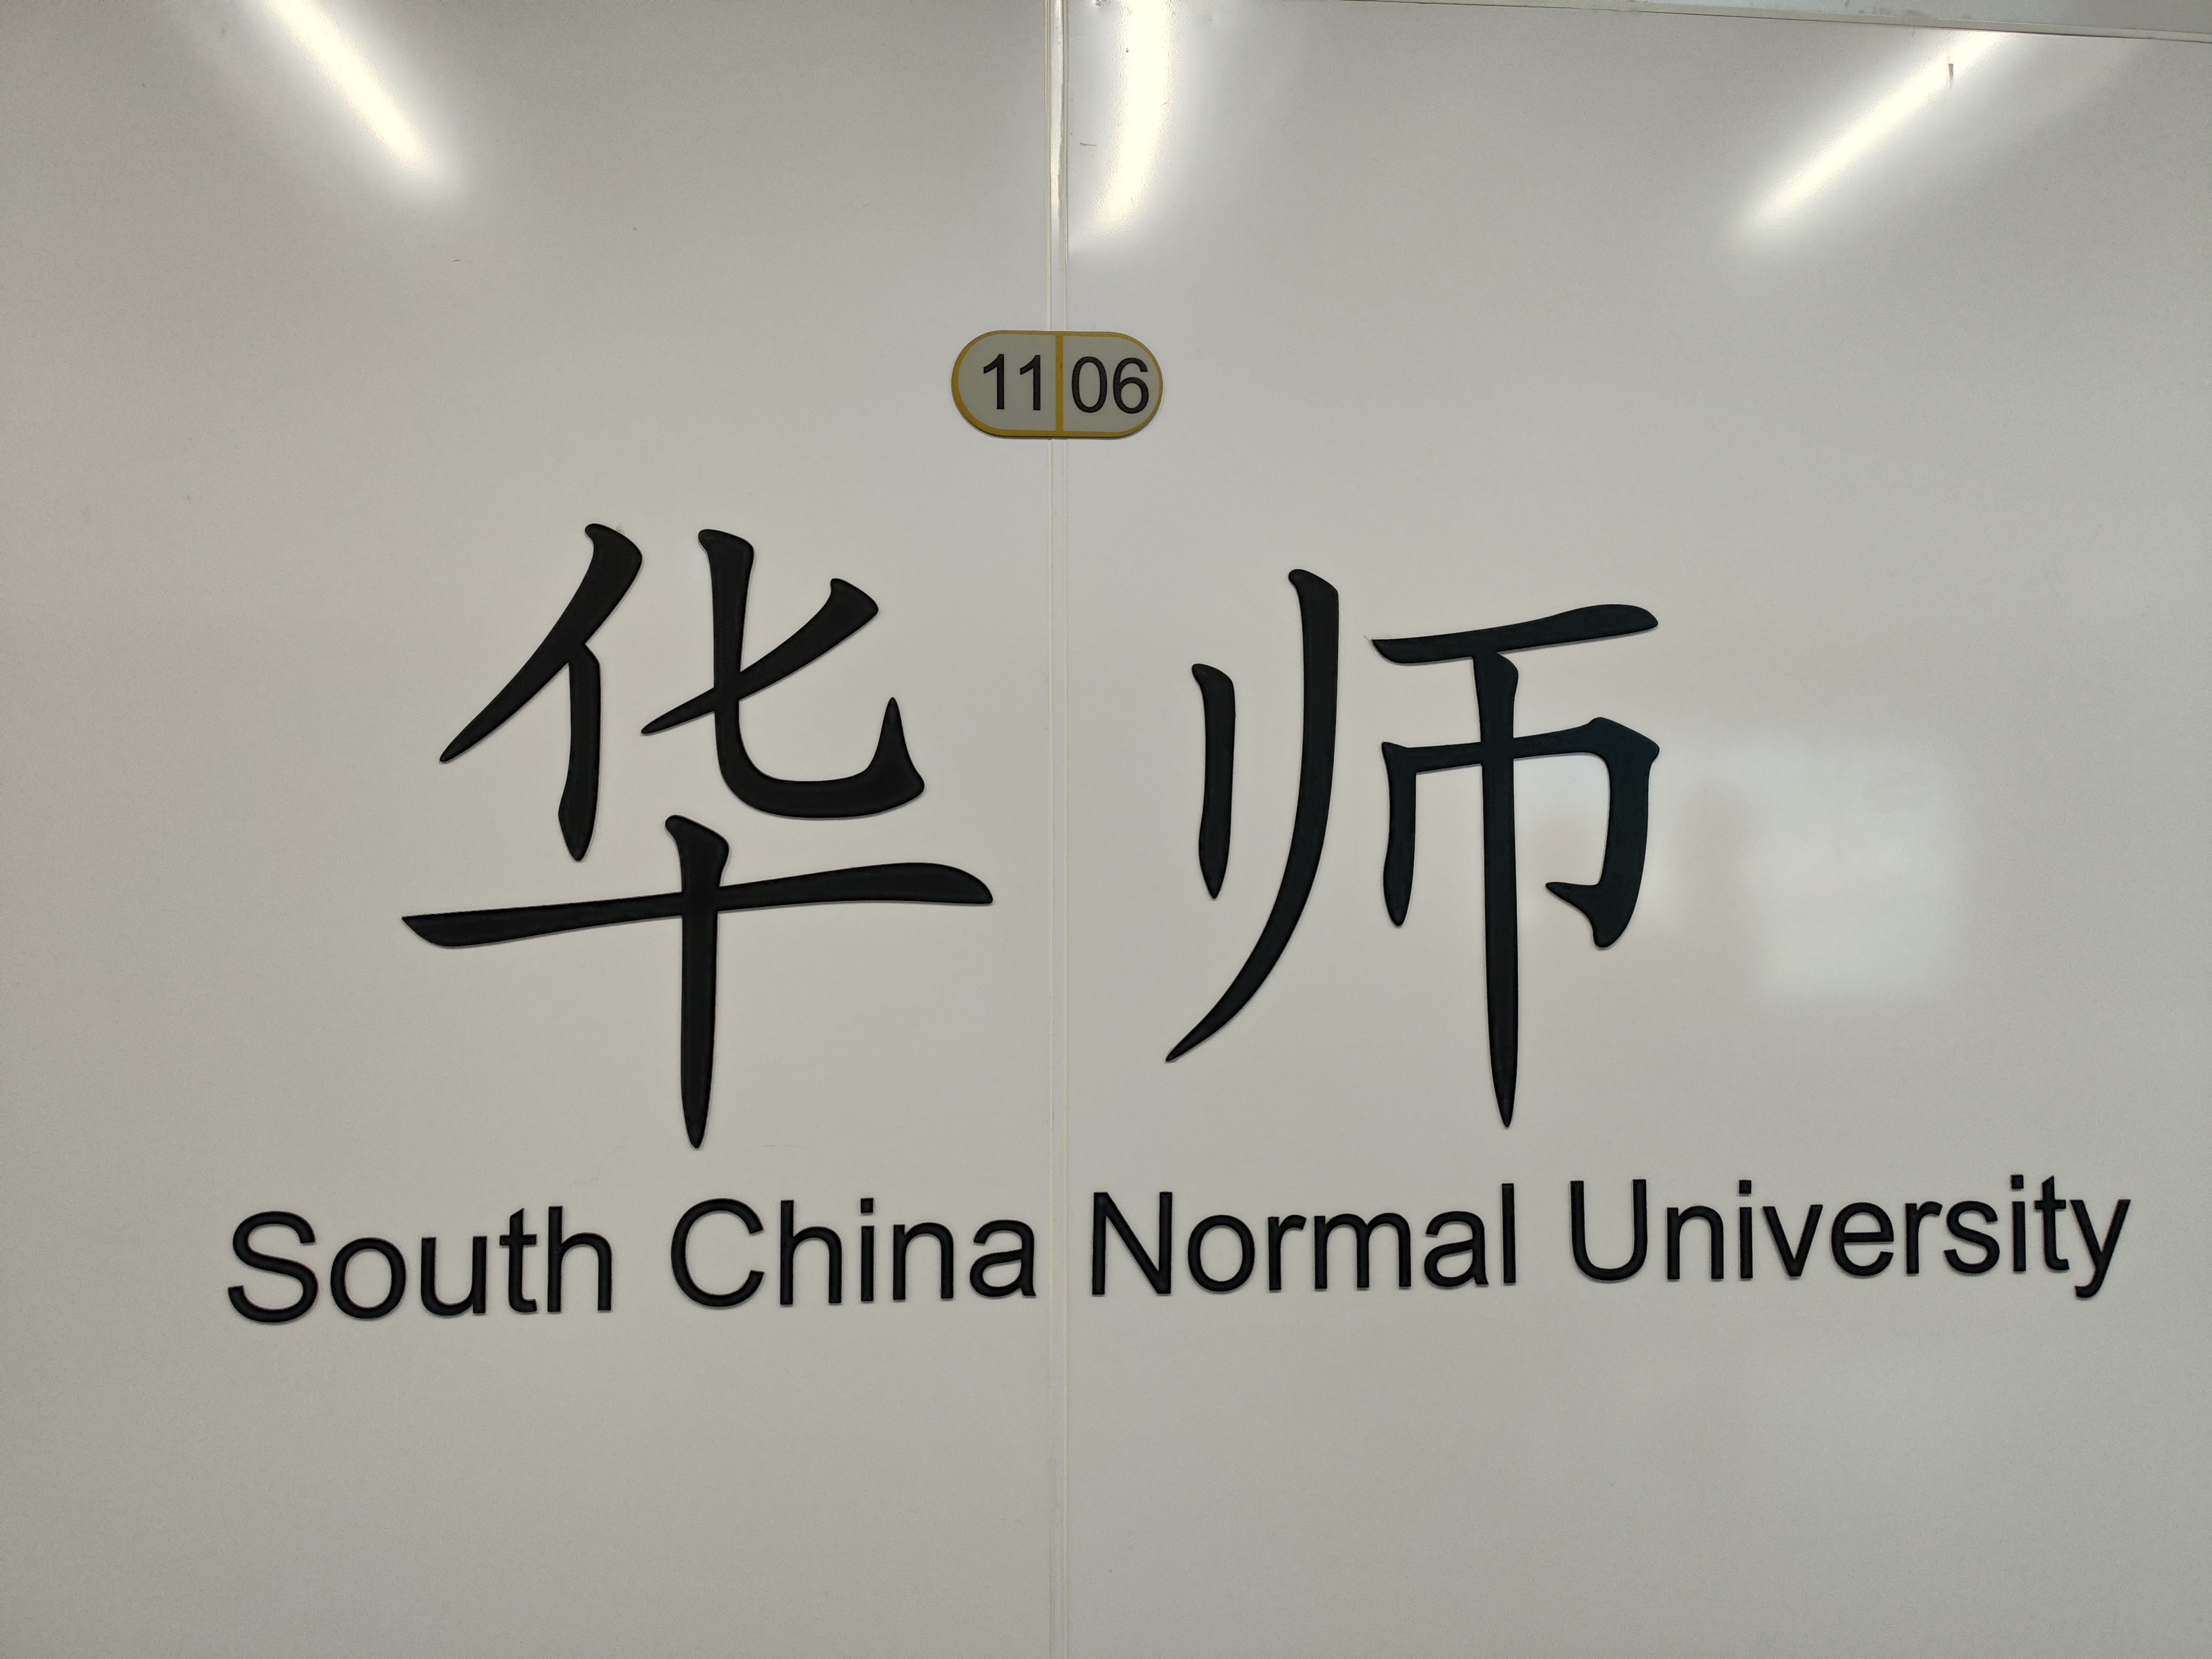 11 06
华师
South China Normal University